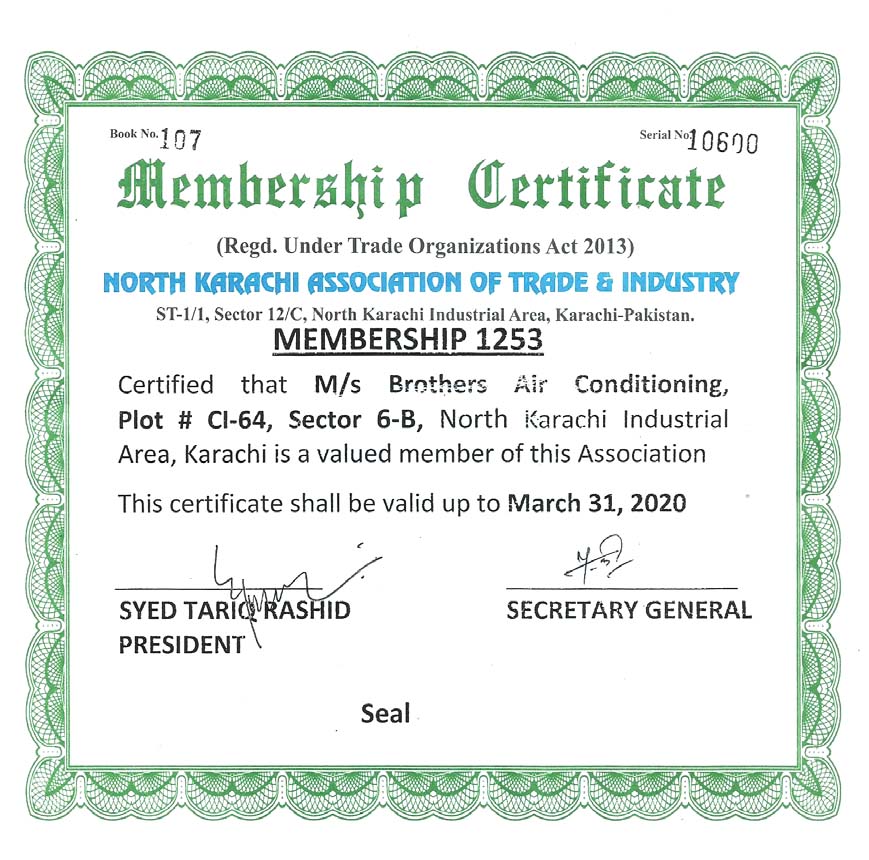 Book No. 107 Serial No. 10600
Membership Certificate
(Regd. Under Trade Organizations Act 2013)
NORTH KARACHI ASSOCIATION OF TRADE & INDUSTRY
ST-1/1, Sector 12/C, North Karachi Industrial Area, Karachi-Pakistan.
MEMBERSHIP 1253
Certified that M/s Brothers Air Conditioning,
Plot # CI-64, Sector 6-B, North Karachi Industrial
Area, Karachi is a valued member of this Association
This certificate shall be valid up to March 31, 2020
SYED TARIQ RASHID SECRETARY GENERAL
PRESIDENT
Seal